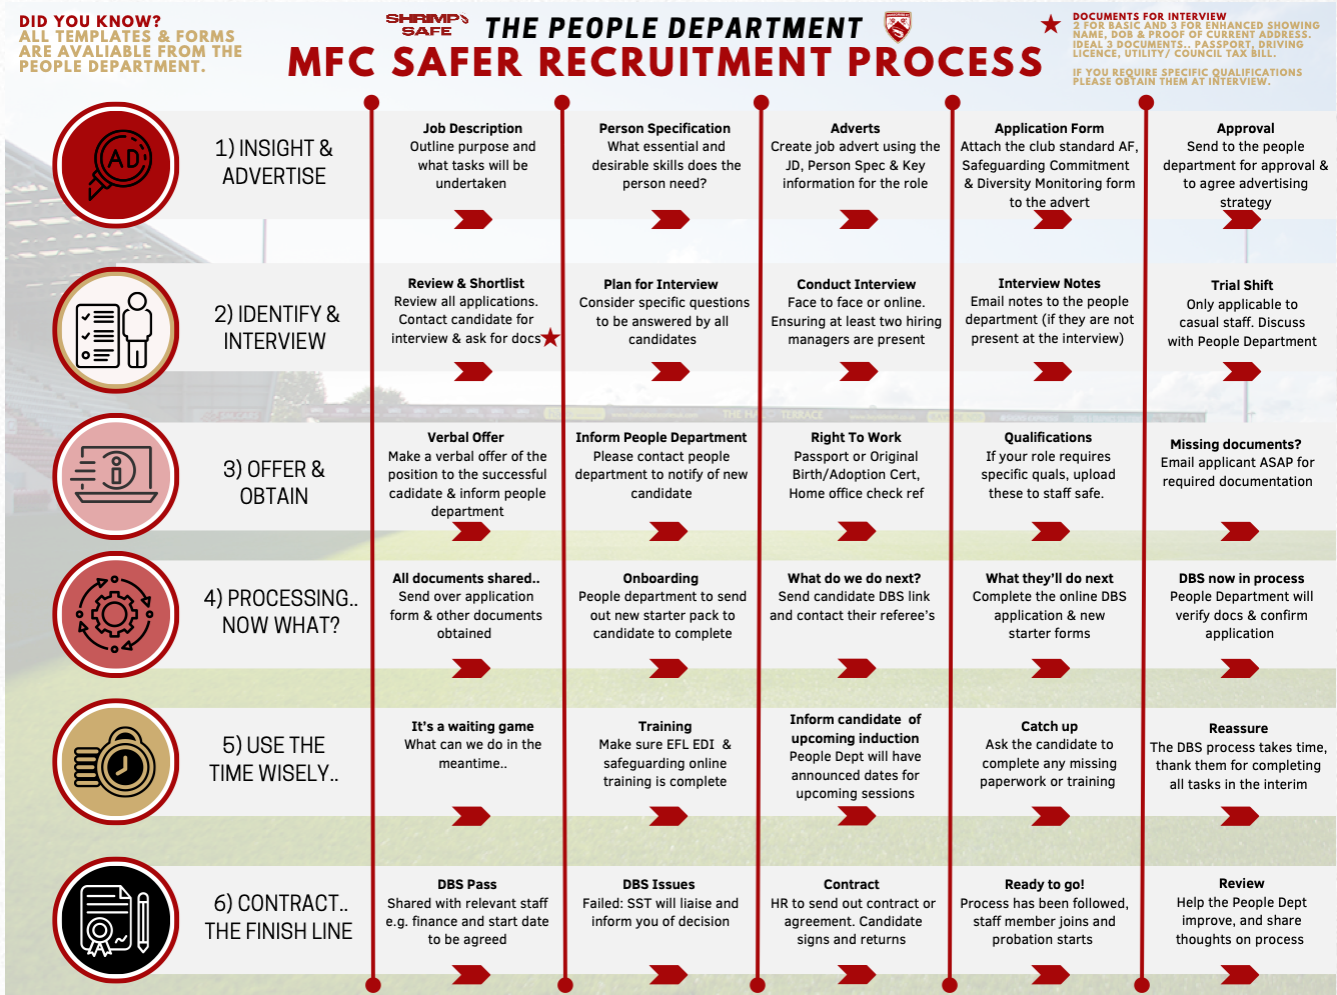 DID YOU KNOW?
ALL TEMPLATES & FORMS
ARE AVALIABLE FROM THE
PEOPLE DEPARTMENT.
SHRIMPS
SAFE
THE PEOPLE DEPARTMENT
MFC SAFER RECRUITMENT PROCESS
DOCUMENTS FOR INTERVIEW
2 FOR BASIC AND 3 FOR ENHANCED SHOWING
NAME, DOB & PROOF OF CURRENT ADDRESS.
IDEAL 3 DOCUMENTS.. PASSPORT, DRIVING
LICENCE, UTILITY/ COUNCIL TAX BILL.
IF YOU REQUIRE SPECIFIC QUALIFICATIONS
PLEASE OBTAIN THEM AT INTERVIEW.
AD
1) INSIGHT &
ADVERTISE
Job Description
Outline purpose and
what tasks will be
undertaken
Person Specification
What essential and
desirable skills does the
person need?
Adverts
Create job advert using the
JD, Person Spec & Key
information for the role
Application Form
Attach the club standard AF,
Safeguarding Commitment
& Diversity Monitoring form
to the advert
Approval
Send to the people
department for approval &
to agree advertising
strategy
2) IDENTIFY &
INTERVIEW
Review & Shortlist
Review all applications.
Contact candidate for
interview & ask for docs
Plan for Interview
Consider specific questions
to be answered by all
candidates
Conduct Interview
Face to face or online.
Ensuring at least two hiring
managers are present
Interview Notes
Email notes to the people
department (if they are not
present at the interview)
Trial Shift
Only applicable to
casual staff. Discuss
with People Department
3) OFFER &
OBTAIN
Verbal Offer
Make a verbal offer of the
position to the successful
cadidate & inform people
department
Inform People Department
Please contact people
department to notify of new
candidate
Right To Work
Passport or Original
Birth/Adoption Cert,
Home office check ref
Qualifications
If your role requires
specific quals, upload
these to staff safe.
Missing documents?
Email applicant ASAP for
required documentation
4) PROCESSING..
NOW WHAT?
All documents shared..
Send over application
form & other documents
obtained
Onboarding
People department to send
out new starter pack to
candidate to complete
What do we do next?
Send candidate DBS link
and contact their referee's
What they'll do next
Complete the online DBS
application & new
starter forms
DBS now in process
People Department will
verify docs & confirm
application
5) USE THE
TIME WISELY..
It's a waiting game
What can we do in the
meantime..
Training
Make sure EFL EDI &
safeguarding online
training is complete
Inform candidate of
upcoming induction
People Dept will have
announced dates for
upcoming sessions
Catch up
Ask the candidate to
complete any missing
paperwork or training
Reassure
The DBS process takes time,
thank them for completing
all tasks in the interim
6) CONTRACT..
THE FINISH LINE
DBS Pass
Shared with relevant staff
e.g. finance and start date
to be agreed
DBS Issues
Failed: SST will liaise and
inform you of decision
Contract
HR to send out contract or
agreement. Candidate
signs and returns
Ready to go!
Process has been followed,
staff member joins and
probation starts
Review
Help the People Dept
improve, and share
thoughts on process